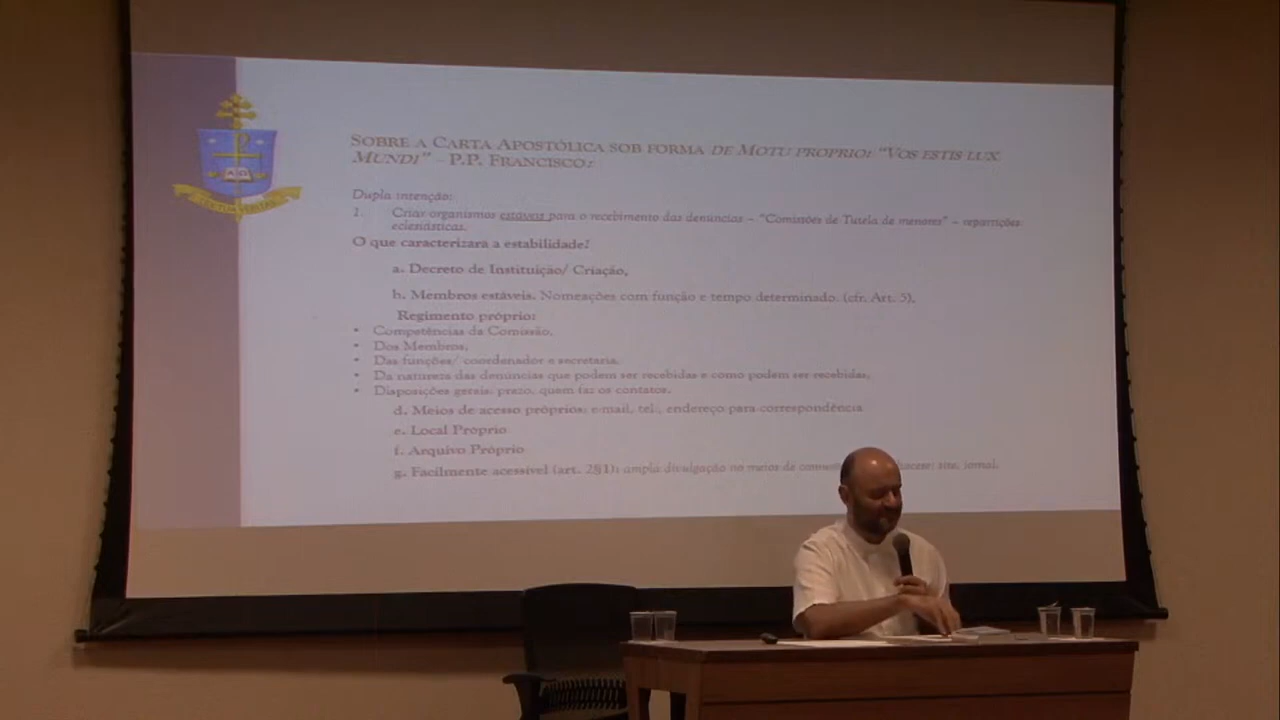 SOBRE A CARTA APOSTÓLICA SOB FORMA DE MOTU PROPRIO: "VOS ESTIS LUX
MUNDI" – P.P. FRANCISCO:
Dupla intenção:
1. Criar organismos estáveis para o recebimento das denúncias – "Comissões de Tutela de menores" – repartições
eclesiásticas.
O que caracterizara a estabilidade?
a. Decreto de Instituição/ Criação,
b. Membros estáveis. Nomeações com função e tempo determinado. (cfr. Art. 5),
Regimento próprio:
• Competências da Comissão,
• Dos Membros,
• Das funções/ coordenador e secretaria,
• Da natureza das denúncias que podem ser recebidas e como podem ser recebidas,
• Disposições gerais: prazo, quem faz os contatos.
d. Meios de acesso próprios: e-mail, tel., endereço para correspondência
e. Local Próprio
f. Arquivo Próprio
g. Facilmente acessível (art. 2§1): ampla divulgação no meios de site, jornal.